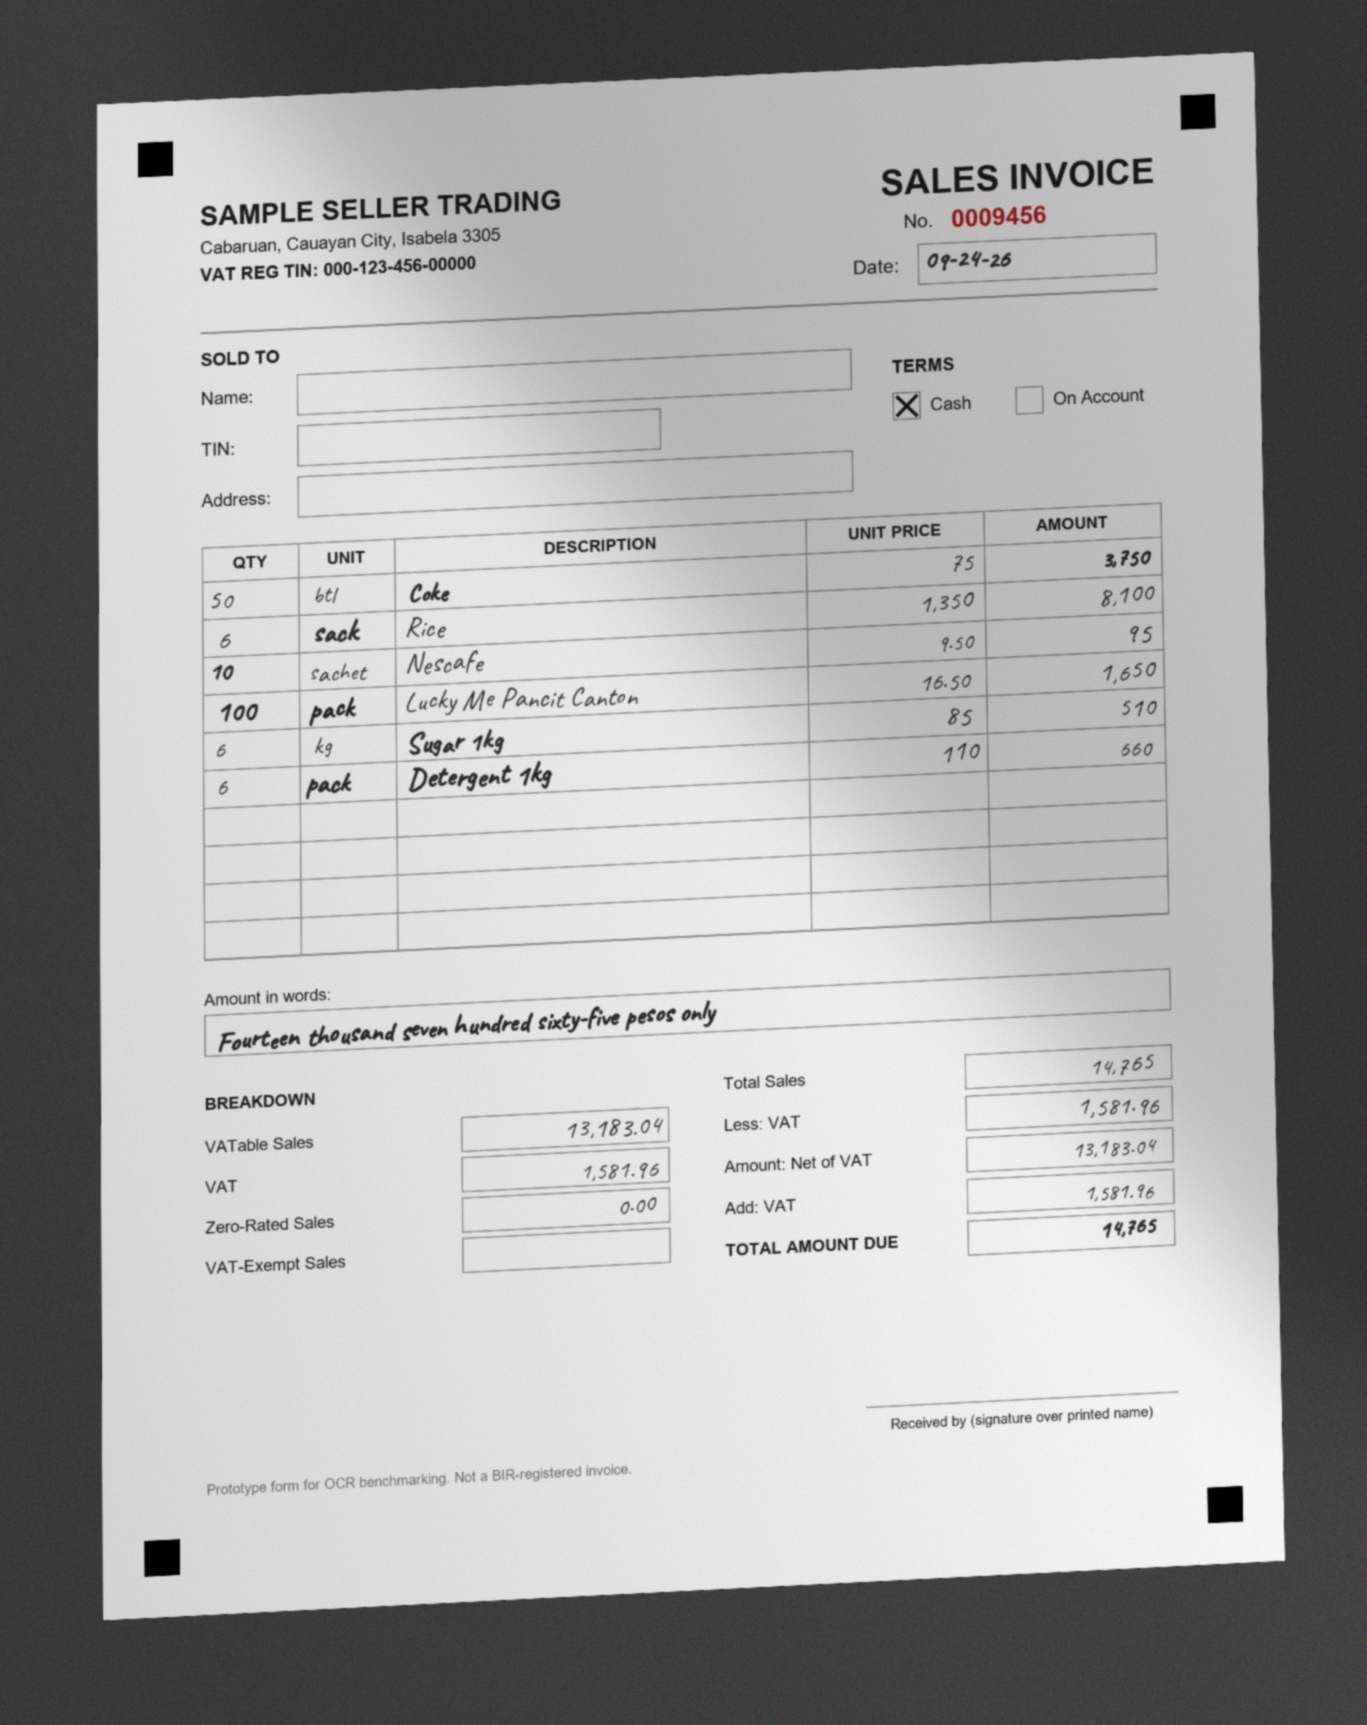 SAMPLE SELLER TRADING
Cabaruan, Cauayan City, Isabela 3305
VAT REG TIN: 000-123-456-00000
SALES INVOICE
No. 0009456
Date: 09-24-26
SOLD TO
Name:
TIN:
Address:
TERMS
X Cash On Account
QTY UNIT DESCRIPTION UNIT PRICE AMOUNT
50 btl Coke 75 3,750
6 sack Rice 1,350 8,100
10 sachet Nescafe 9.50 95
100 pack Lucky Me Pancit Canton 16.50 1,650
6 kg Sugar 1kg 85 510
6 pack Detergent 1kg 110 660
Amount in words:
Fourteen thousand seven hundred sixty-five pesos only
BREAKDOWN
VATable Sales 13,183.04
VAT 1,581.96
Zero-Rated Sales 0.00
VAT-Exempt Sales
Total Sales 14,765
Less: VAT 1,581.96
Amount: Net of VAT 13,183.04
Add: VAT 1,581.96
TOTAL AMOUNT DUE 14,765
Received by (signature over printed name)
Prototype form for OCR benchmarking. Not a BIR-registered invoice.